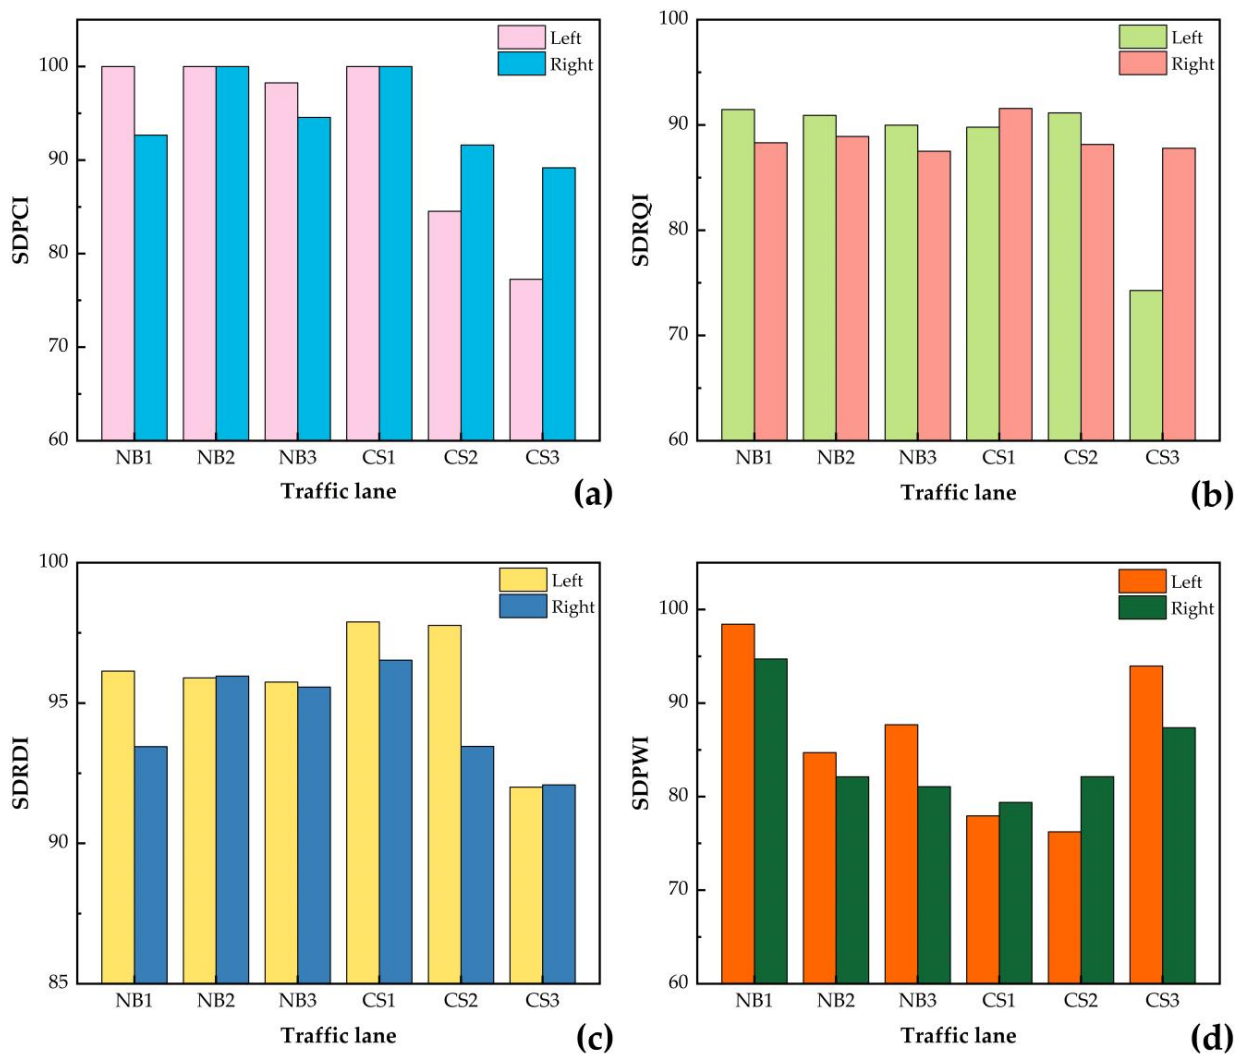 100
90
80
70
60
SDPCI
Left
Right
NB1 NB2 NB3 CS1 CS2 CS3
Traffic lane
(a)
100
90
80
70
60
SDRQI
Left
Right
NB1 NB2 NB3 CS1 CS2 CS3
Traffic lane
(b)
100
95
90
85
SDRDI
Left
Right
NB1 NB2 NB3 CS1 CS2 CS3
Traffic lane
(c)
100
90
80
70
60
SDPWI
Left
Right
NB1 NB2 NB3 CS1 CS2 CS3
Traffic lane
(d)